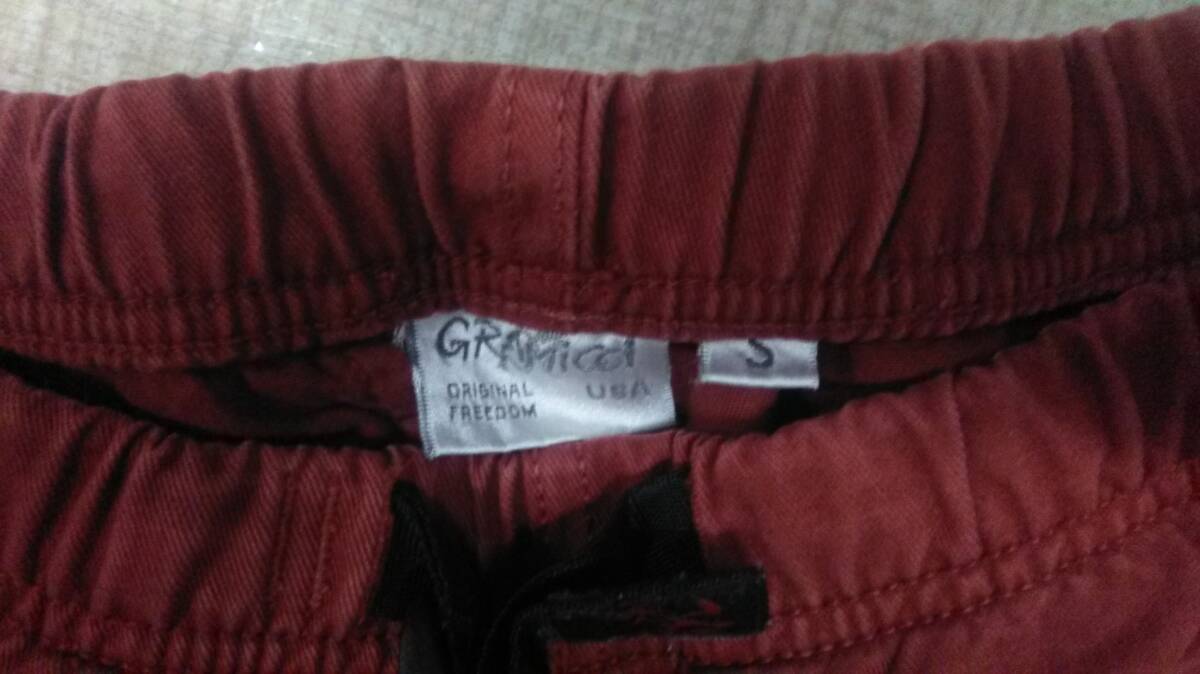 GRAMicci
ORIGINAL USA
FREEDOM
S